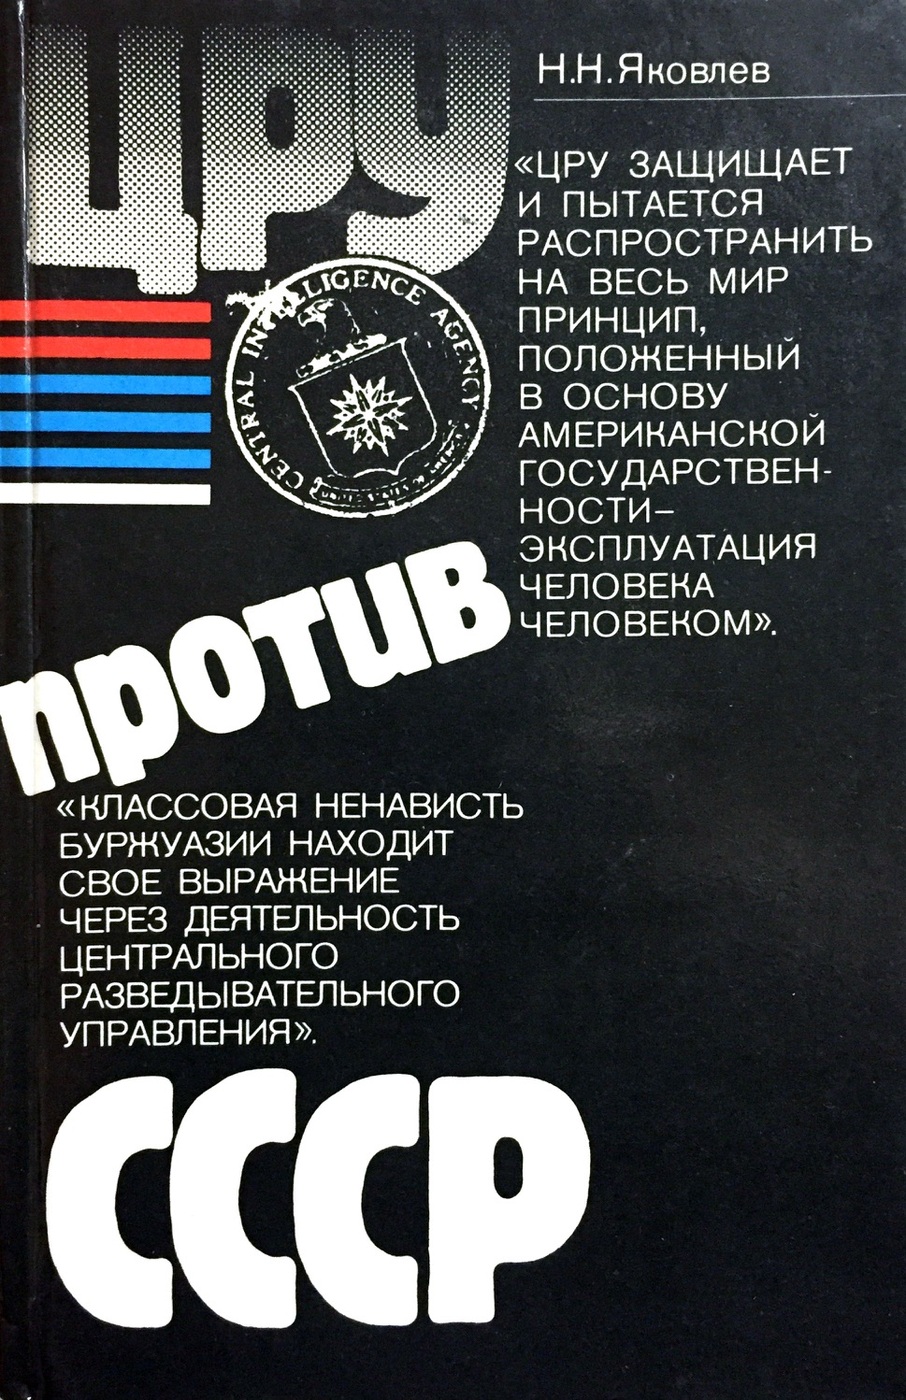 ЦРУ
Н.Н.Яковлев
«ЦРУ ЗАЩИЩАЕТ
И ПЫТАЕТСЯ
РАСПРОСТРАНИТЬ
НА ВЕСЬ МИР
ПРИНЦИП,
ПОЛОЖЕННЫЙ
В ОСНОВУ
АМЕРИКАНСКОЙ
ГОСУДАРСТВЕН-
НОСТИ–
ЭКСПЛУАТАЦИЯ
ЧЕЛОВЕКА
ЧЕЛОВЕКОМ».
CENTRAL INTELLIGENCE AGENCY
против
«КЛАССОВАЯ НЕНАВИСТЬ
БУРЖУАЗИИ НАХОДИТ
СВОЕ ВЫРАЖЕНИЕ
ЧЕРЕЗ ДЕЯТЕЛЬНОСТЬ
ЦЕНТРАЛЬНОГО
РАЗВЕДЫВАТЕЛЬНОГО
УПРАВЛЕНИЯ».
СССР